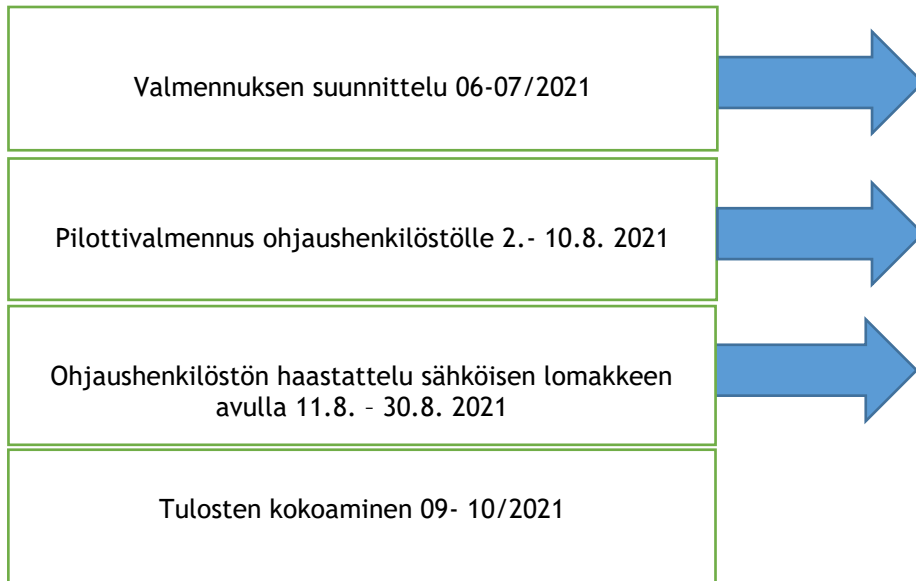 Valmennuksen suunnittelu 06-07/2021
Pilottivalmennus ohjaushenkilöstölle 2.- 10.8. 2021
Ohjaushenkilöstön haastattelu sähköisen lomakkeen
avulla 11.8. – 30.8. 2021
Tulosten kokoaminen 09- 10/2021